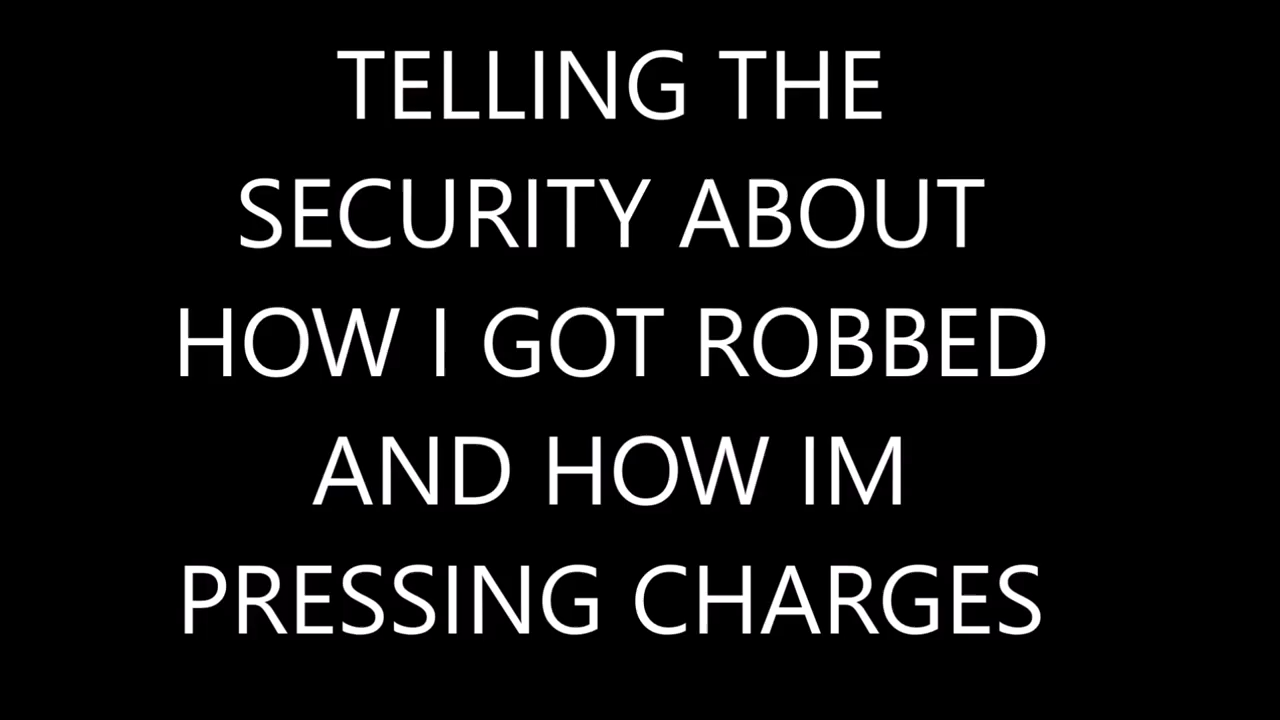 TELLING THE
SECURITY ABOUT
HOW I GOT ROBBED
AND HOW IM
PRESSING CHARGES